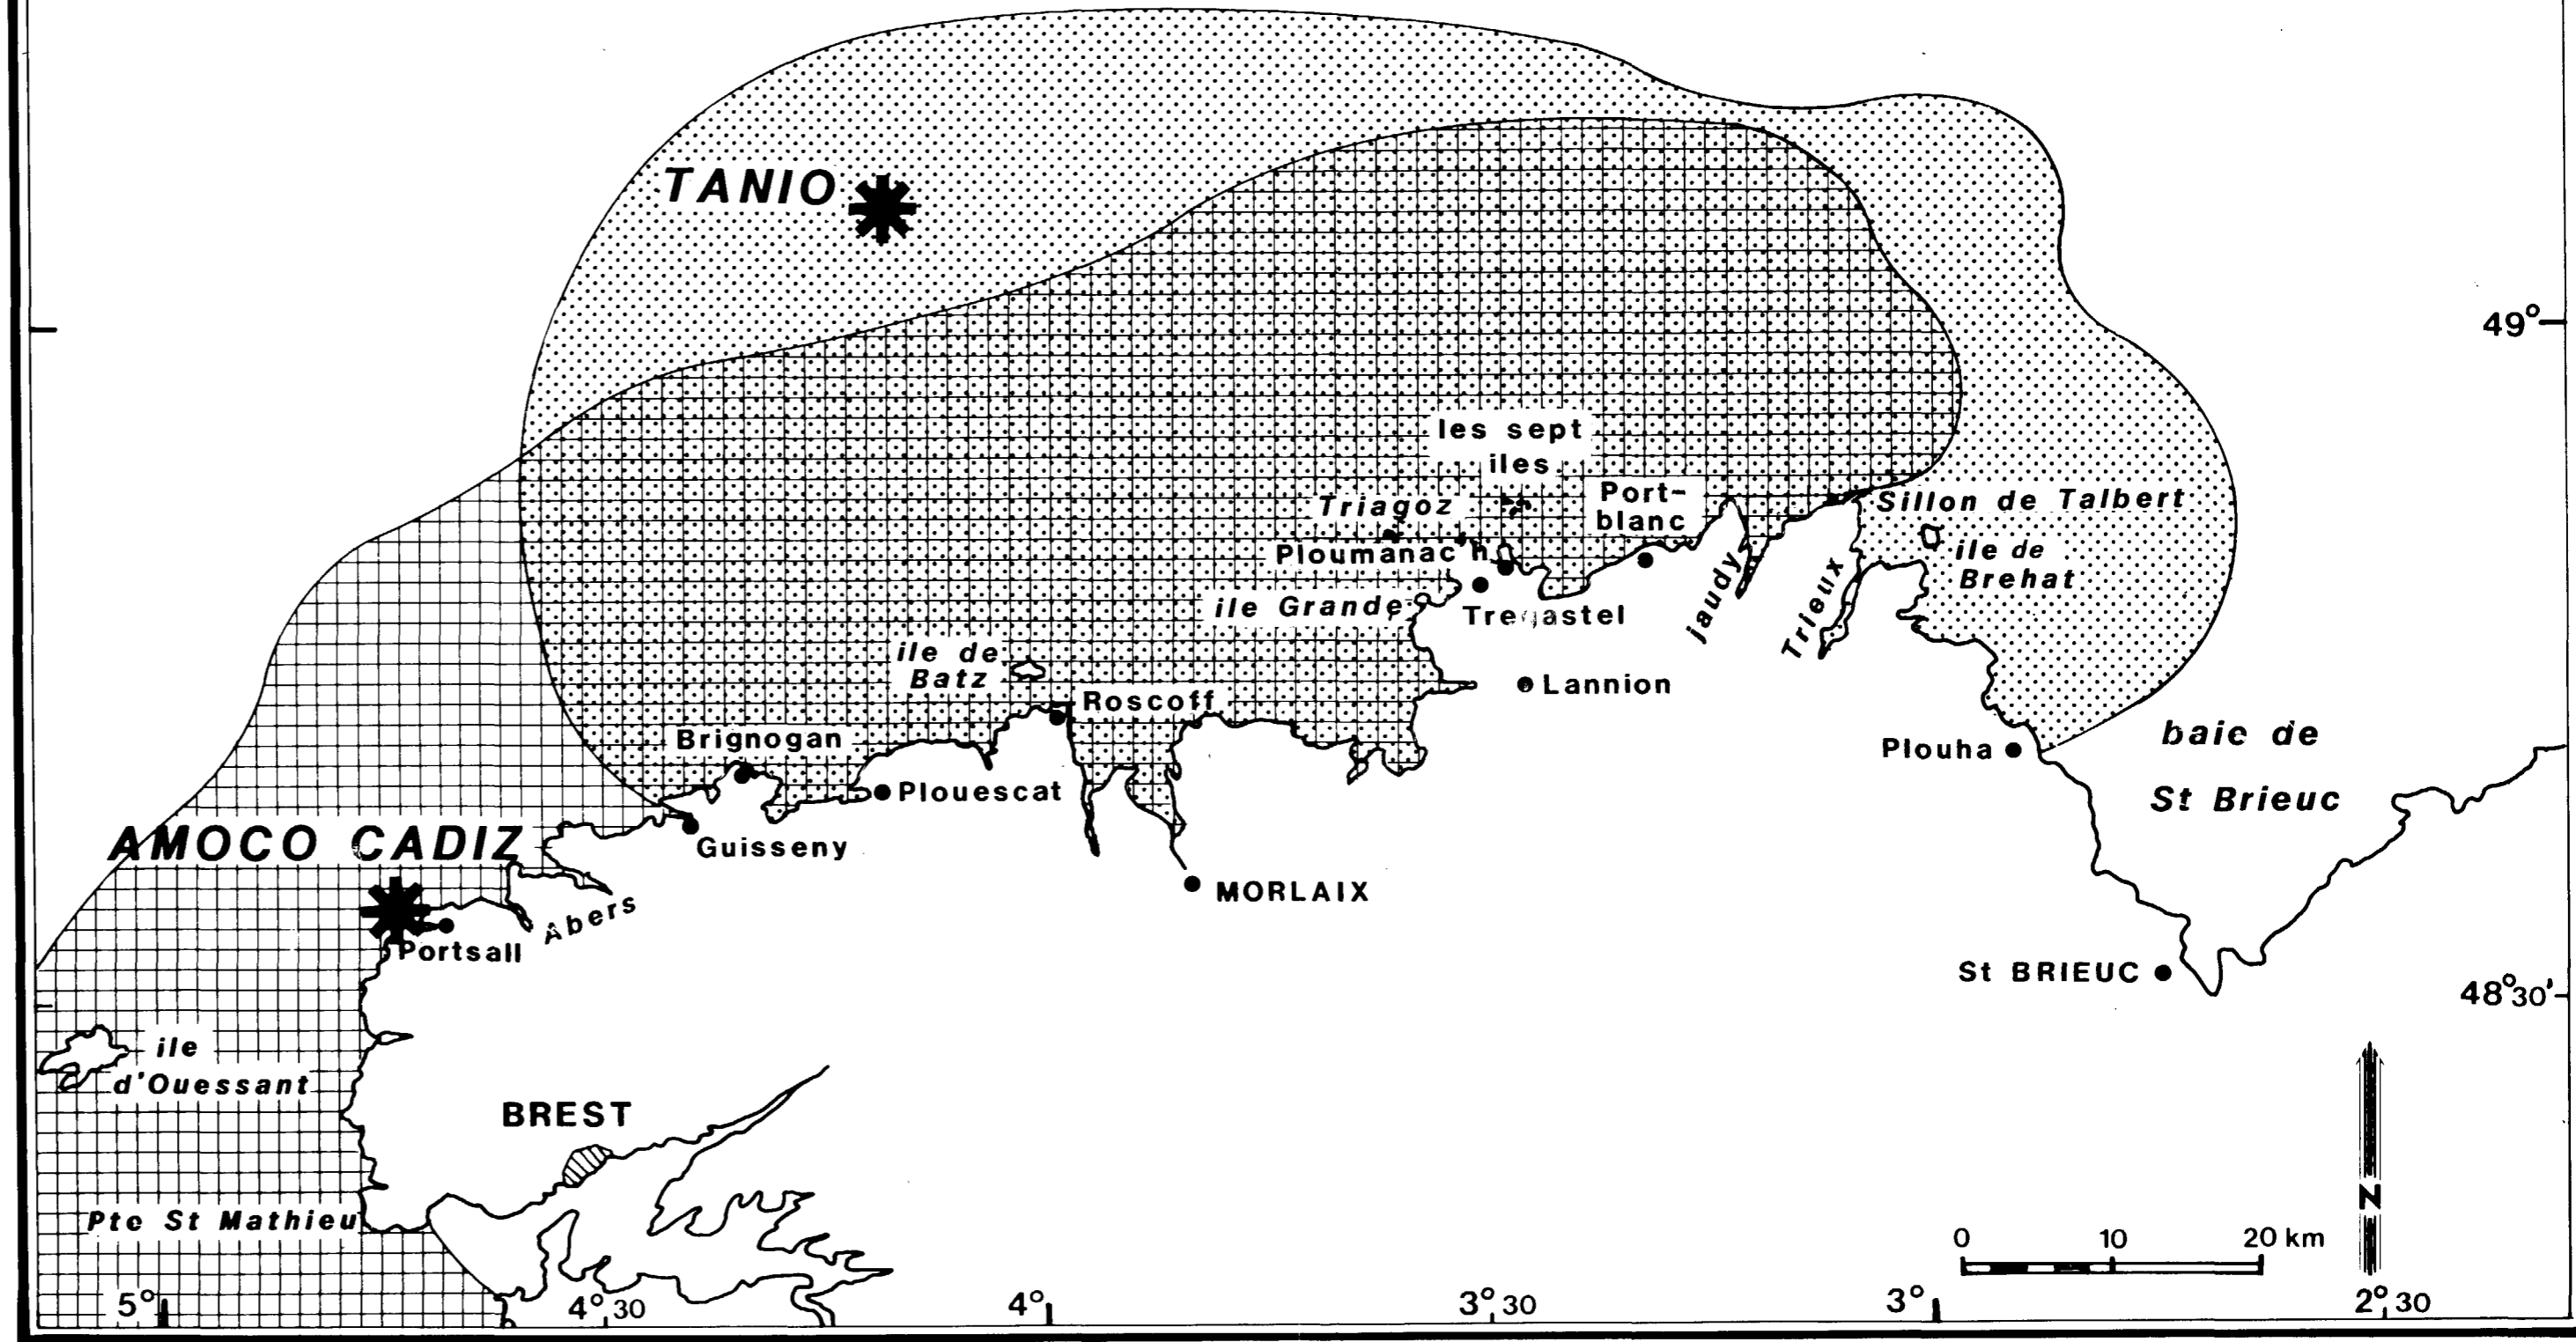 TANIO
49°
les sept
iles
Triagoz
Port-
blanc
Sillon de Talbert
Ploumanac h
ile de
Brehat
ile Grande
Tregastel
jaudy
Trieux
ile de
Batz
Lannion
Roscoff
Brignogan
Plouescat
Plouha
baie de
St Brieuc
AMOCO CADIZ
Guisseny
MORLAIX
Abers
Portsall
St BRIEUC
48°30'
ile
d'Ouessant
BREST
Pte St Mathieu
N
0 10 20 km
5° 4°30 4° 3°30 3° 2°30